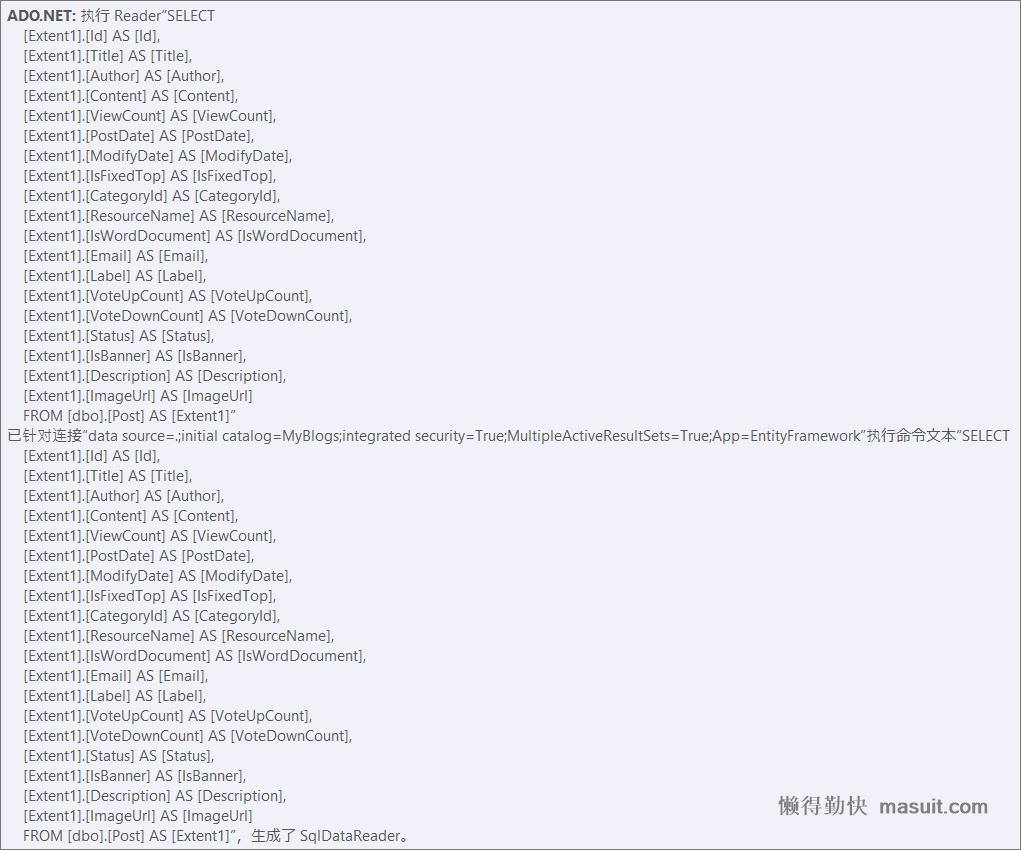 ADO.NET: 执行 Reader“SELECT
[Extent1].[Id] AS [Id],
[Extent1].[Title] AS [Title],
[Extent1].[Author] AS [Author],
[Extent1].[Content] AS [Content],
[Extent1].[ViewCount] AS [ViewCount],
[Extent1].[PostDate] AS [PostDate],
[Extent1].[ModifyDate] AS [ModifyDate],
[Extent1].[IsFixedTop] AS [IsFixedTop],
[Extent1].[CategoryId] AS [CategoryId],
[Extent1].[ResourceName] AS [ResourceName],
[Extent1].[IsWordDocument] AS [IsWordDocument],
[Extent1].[Email] AS [Email],
[Extent1].[Label] AS [Label],
[Extent1].[VoteUpCount] AS [VoteUpCount],
[Extent1].[VoteDownCount] AS [VoteDownCount],
[Extent1].[Status] AS [Status],
[Extent1].[IsBanner] AS [IsBanner],
[Extent1].[Description] AS [Description],
[Extent1].[ImageUrl] AS [ImageUrl]
FROM [dbo].[Post] AS [Extent1]”
已针对连接“data source=.;initial catalog=MyBlogs;integrated security=True;MultipleActiveResultSets=True;App=EntityFramework”执行命令文本“SELECT
[Extent1].[Id] AS [Id],
[Extent1].[Title] AS [Title],
[Extent1].[Author] AS [Author],
[Extent1].[Content] AS [Content],
[Extent1].[ViewCount] AS [ViewCount],
[Extent1].[PostDate] AS [PostDate],
[Extent1].[ModifyDate] AS [ModifyDate],
[Extent1].[IsFixedTop] AS [IsFixedTop],
[Extent1].[CategoryId] AS [CategoryId],
[Extent1].[ResourceName] AS [ResourceName],
[Extent1].[IsWordDocument] AS [IsWordDocument],
[Extent1].[Email] AS [Email],
[Extent1].[Label] AS [Label],
[Extent1].[VoteUpCount] AS [VoteUpCount],
[Extent1].[VoteDownCount] AS [VoteDownCount],
[Extent1].[Status] AS [Status],
[Extent1].[IsBanner] AS [IsBanner],
[Extent1].[Description] AS [Description],
[Extent1].[ImageUrl] AS [ImageUrl]
FROM [dbo].[Post] AS [Extent1]”，生成了 SqlDataReader。
懒得勤快 masuit.com